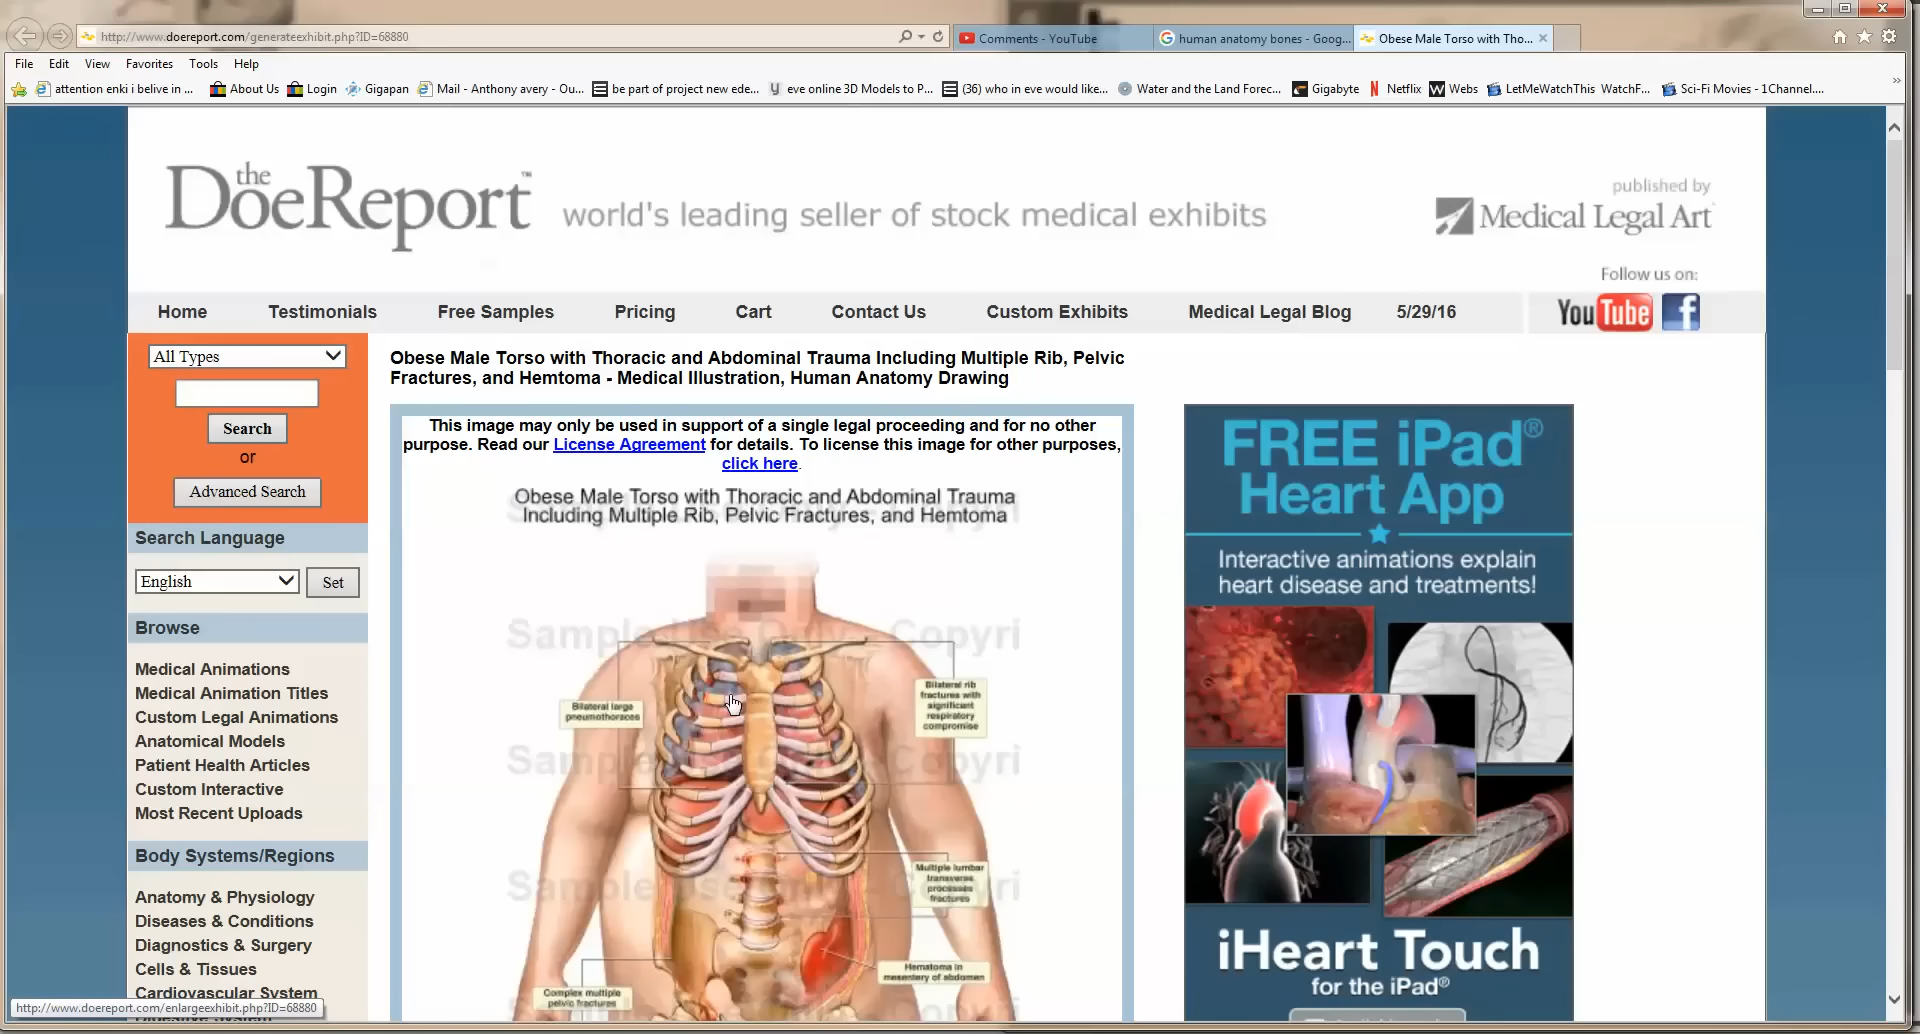 http://www.doereport.com/generateexhibit.php?ID=68880
Comments - YouTube
human anatomy bones - Goog...
Obese Male Torso with Tho...
File Edit View Favorites Tools Help
attention enki i belive in ...
About Us
Login
Gigapan
Mail - Anthony avery - Ou...
be part of project new ede...
eve online 3D Models to P...
(36) who in eve would like...
Water and the Land Forec...
Gigabyte
Netflix
Webs
LetMeWatchThis WatchF...
Sci-Fi Movies - 1Channel....
the DoeReport™
world's leading seller of stock medical exhibits
published by
Medical Legal Art
Follow us on:
Home Testimonials Free Samples Pricing Cart Contact Us Custom Exhibits Medical Legal Blog 5/29/16
YouTube f
All Types
Search
or
Advanced Search
Search Language
English
Set
Browse
Medical Animations
Medical Animation Titles
Custom Legal Animations
Anatomical Models
Patient Health Articles
Custom Interactive
Most Recent Uploads
Body Systems/Regions
Anatomy & Physiology
Diseases & Conditions
Diagnostics & Surgery
Cells & Tissues
Cardiovascular System
http://www.doereport.com/enlargeexhibit.php?ID=68880
Obese Male Torso with Thoracic and Abdominal Trauma Including Multiple Rib, Pelvic
Fractures, and Hemtoma - Medical Illustration, Human Anatomy Drawing
This image may only be used in support of a single legal proceeding and for no other
purpose. Read our License Agreement for details. To license this image for other purposes,
click here.
Obese Male Torso with Thoracic and Abdominal Trauma
Including Multiple Rib, Pelvic Fractures, and Hemtoma
Bilateral large
pneumothoraces
Bilateral rib
fractures with
significant
respiratory
compromise
Multiple lumbar
transverse
processes
fractures
Hematoma in
mesentery of abdomen
Complex multiple
pelvic fractures
FREE iPad®
Heart App
Interactive animations explain
heart disease and treatments!
iHeart Touch
for the iPad®